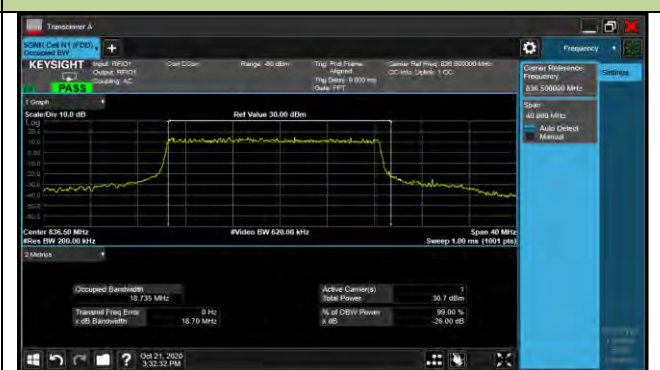 Transceiver A
5GNR Cell N1 (FDD)
Occupied BW
Frequency
KEYSIGHT
PASS
Input: RFIO1
Output: RFIO1
Coupling: AC
Corr CCorr
Range: -80 dBm
Trig: Prdl Frame
Aligned
Trig Delay: 0.000 ms
Gate: FFT
Carrier Ref Freq: 836.500000 MHz
CC Info: Uplink, 1 CC
Carrier Reference
Frequency
836.500000 MHz
Settings
Span
40.000 MHz
Auto Detect
Manual
1 Graph
Scale/Div 10.0 dB
Ref Value 30.00 dBm
Log
Center 836.50 MHz
#Video BW 620.00 kHz
Span 40 MHz
#Res BW 200.00 kHz
Sweep 1.00 ms (1001 pts)
2 Metrics
Occupied Bandwidth
18.735 MHz
Active Carrier(s)
1
Total Power
30.7 dBm
Transmit Freq Error
0 Hz
% of OBW Power
99.00 %
x dB Bandwidth
18.70 MHz
x dB
-26.00 dB
Oct 21, 2020
3:32:32 PM